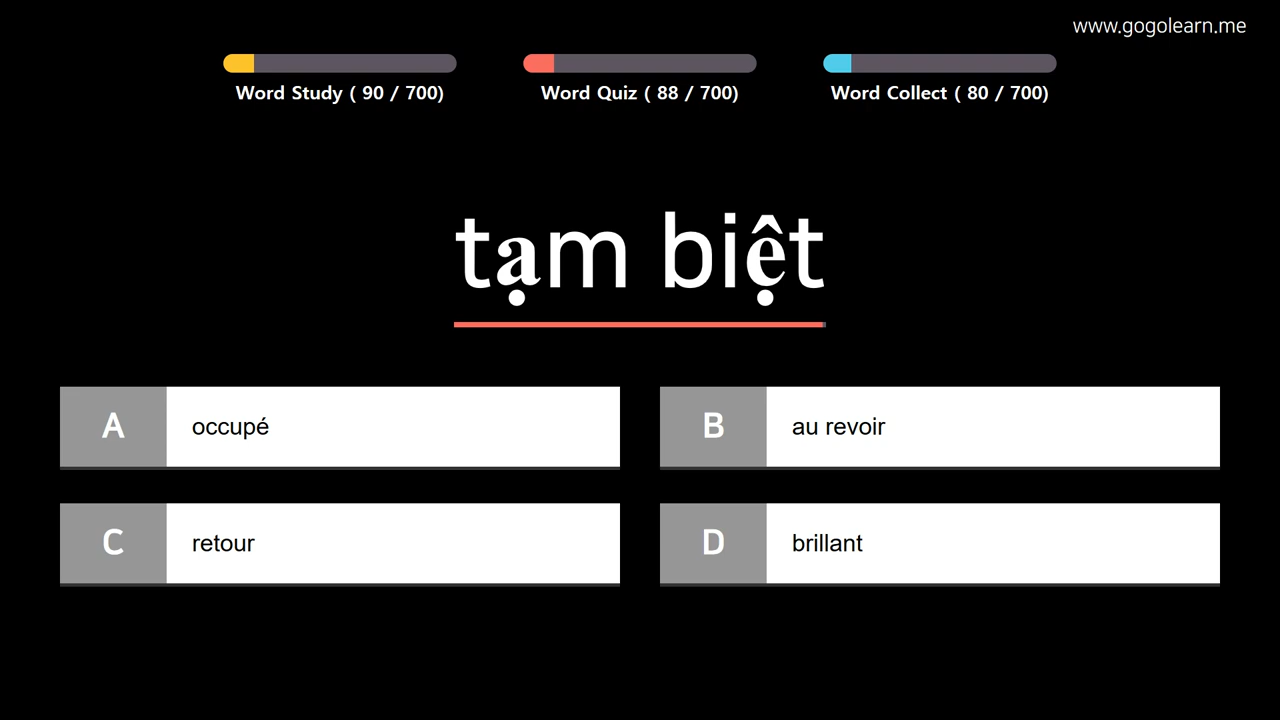 www.gogolearn.me
Word Study ( 90 / 700)
Word Quiz ( 88 / 700)
Word Collect ( 80 / 700)
tạm biệt
A occupé
B au revoir
C retour
D brillant